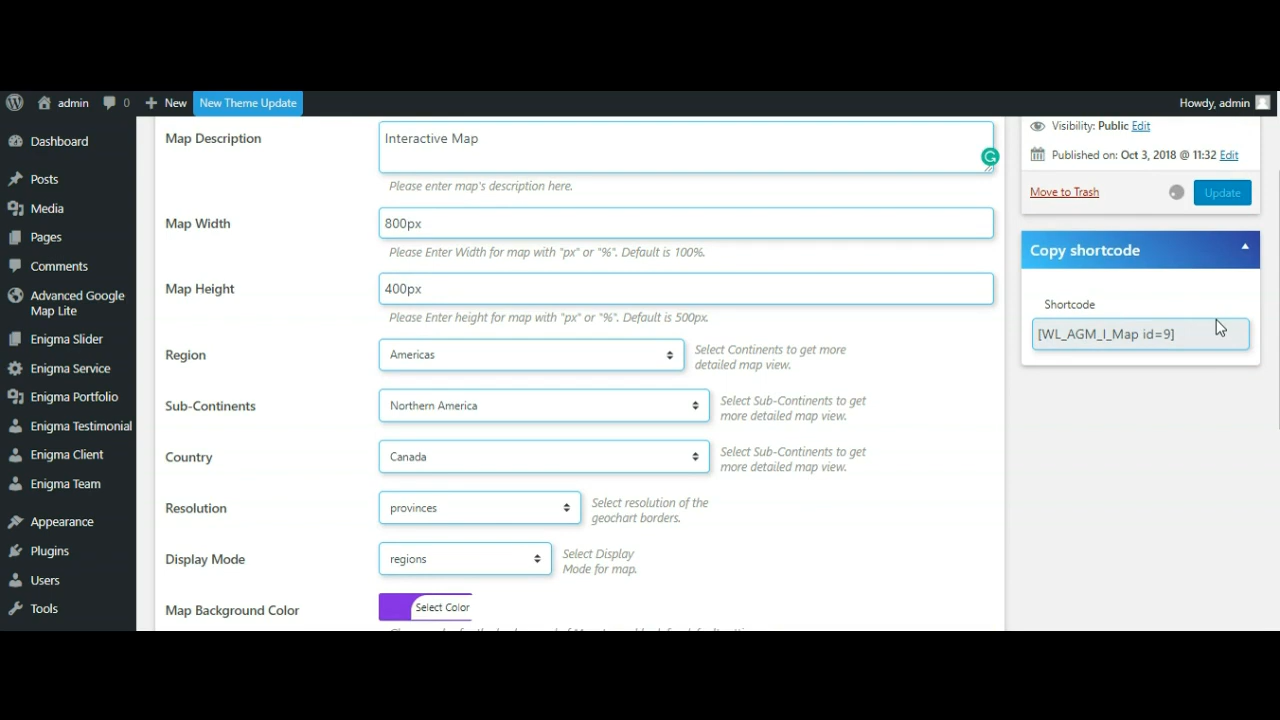 admin 0 New New Theme Update Howdy, admin
Dashboard
Posts
Media
Pages
Comments
Advanced Google
Map Lite
Enigma Slider
Enigma Service
Enigma Portfolio
Enigma Testimonial
Enigma Client
Enigma Team
Appearance
Plugins
Users
Tools
Map Description
Interactive Map
Please enter map's description here.
Map Width
800px
Please Enter Width for map with "px" or "%". Default is 100%.
Map Height
400px
Please Enter height for map with "px" or "%". Default is 500px.
Region
Americas
Select Continents to get more
detailed map view.
Sub-Continents
Northern America
Select Sub-Continents to get
more detailed map view.
Country
Canada
Select Sub-Continents to get
more detailed map view.
Resolution
provinces
Select resolution of the
geochart borders.
Display Mode
regions
Select Display
Mode for map.
Map Background Color
Select Color
Visibility: Public Edit
Published on: Oct 3, 2018 @ 11:32 Edit
Move to Trash
Update
Copy shortcode
Shortcode
[WL_AGM_I_Map id=9]